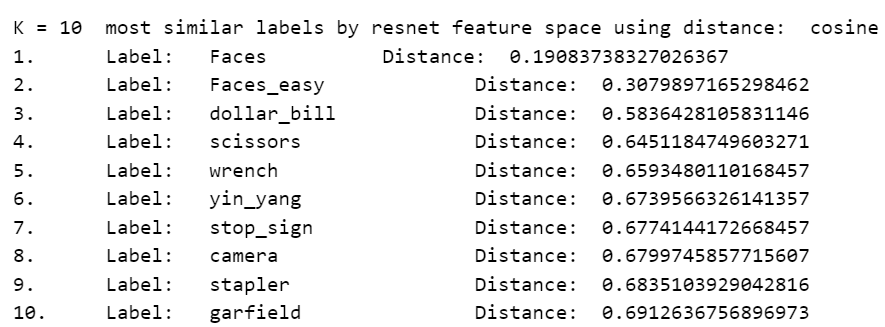 K = 10  most similar labels by resnet feature space using distance:  cosine
1.      Label:   Faces          Distance:  0.19083738327026367
2.      Label:   Faces_easy             Distance:  0.3079897165298462
3.      Label:   dollar_bill            Distance:  0.5836428105831146
4.      Label:   scissors               Distance:  0.6451184749603271
5.      Label:   wrench                 Distance:  0.6593480110168457
6.      Label:   yin_yang               Distance:  0.6739566326141357
7.      Label:   stop_sign              Distance:  0.6774144172668457
8.      Label:   camera                 Distance:  0.6799745857715607
9.      Label:   stapler                Distance:  0.6835103929042816
10.     Label:   garfield               Distance:  0.6912636756896973